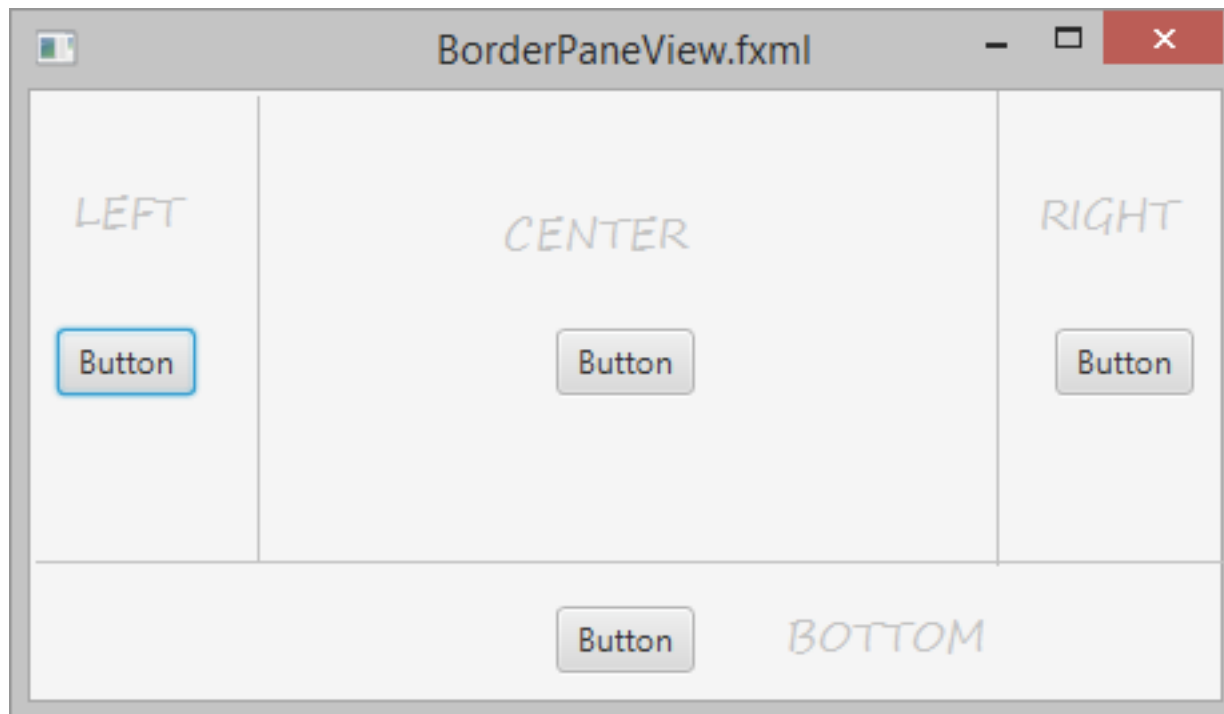 BorderPaneView.fxml
LEFT
CENTER
RIGHT
Button
Button
Button
Button
BOTTOM